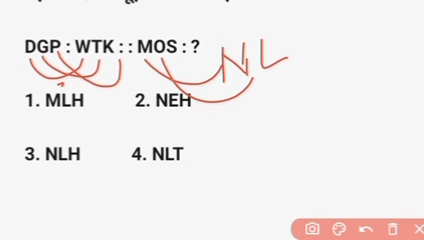 DGP : WTK : : MOS : ? NL
1. MLH 2. NEH
3. NLH 4. NLT